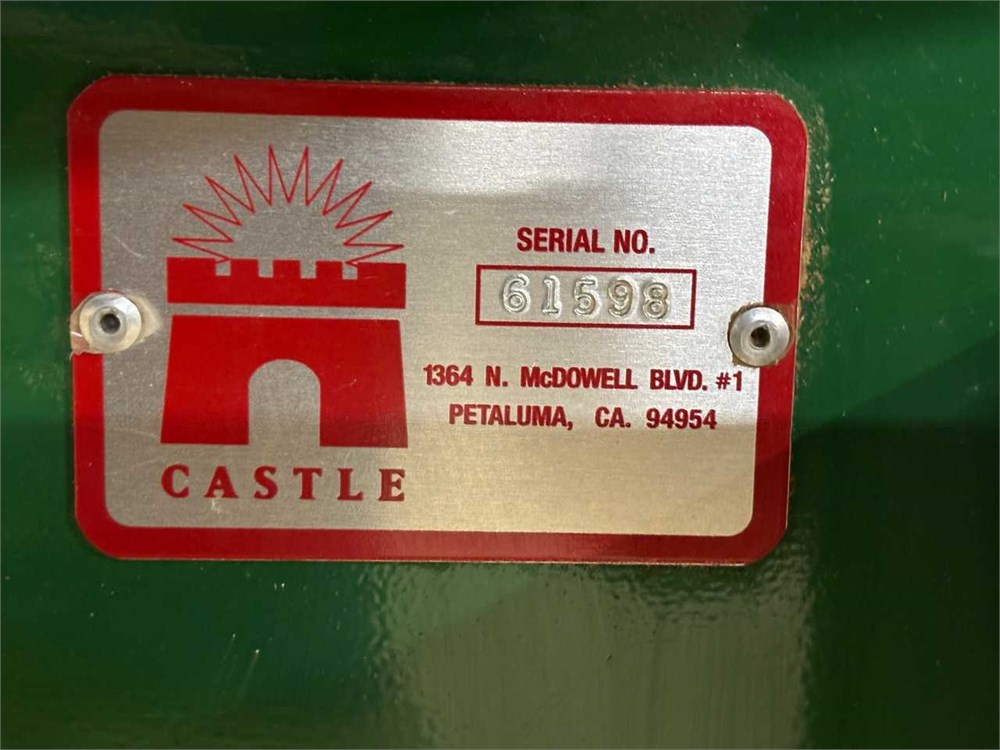 SERIAL NO.
61598
1364 N. McDOWELL BLVD. #1
PETALUMA, CA. 94954
CASTLE